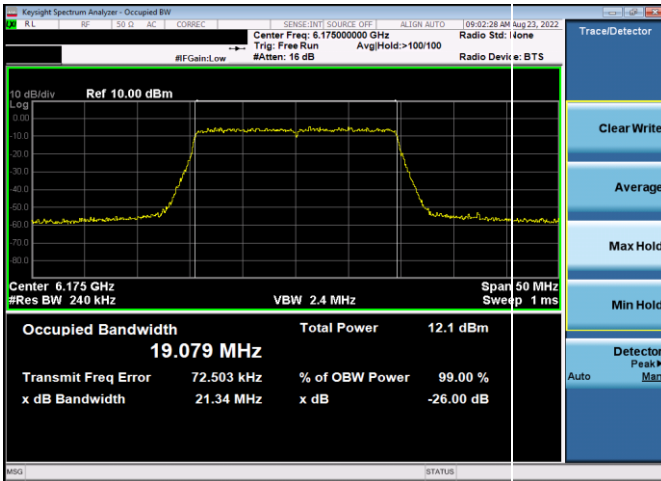 Keysight Spectrum Analyzer - Occupied BW
RL RF 50 Ω AC CORREC SENSE:INT SOURCE OFF ALIGN AUTO 09:02:28 AM Aug 23, 2022
Center Freq: 6.175000000 GHz Radio Std: None
Trig: Free Run Avg|Hold:>100/100
#IFGain:Low #Atten: 16 dB Radio Device: BTS
Trace/Detector
10 dB/div Ref 10.00 dBm
Log
0.00
-10.0
-20.0
-30.0
-40.0
-50.0
-60.0
-70.0
-80.0
Center 6.175 GHz Span 50 MHz
#Res BW 240 kHz VBW 2.4 MHz Sweep 1 ms
Occupied Bandwidth Total Power 12.1 dBm
19.079 MHz
Transmit Freq Error 72.503 kHz % of OBW Power 99.00 %
x dB Bandwidth 21.34 MHz x dB -26.00 dB
Clear Write
Average
Max Hold
Min Hold
Detector
Peak
Auto Man
MSG STATUS